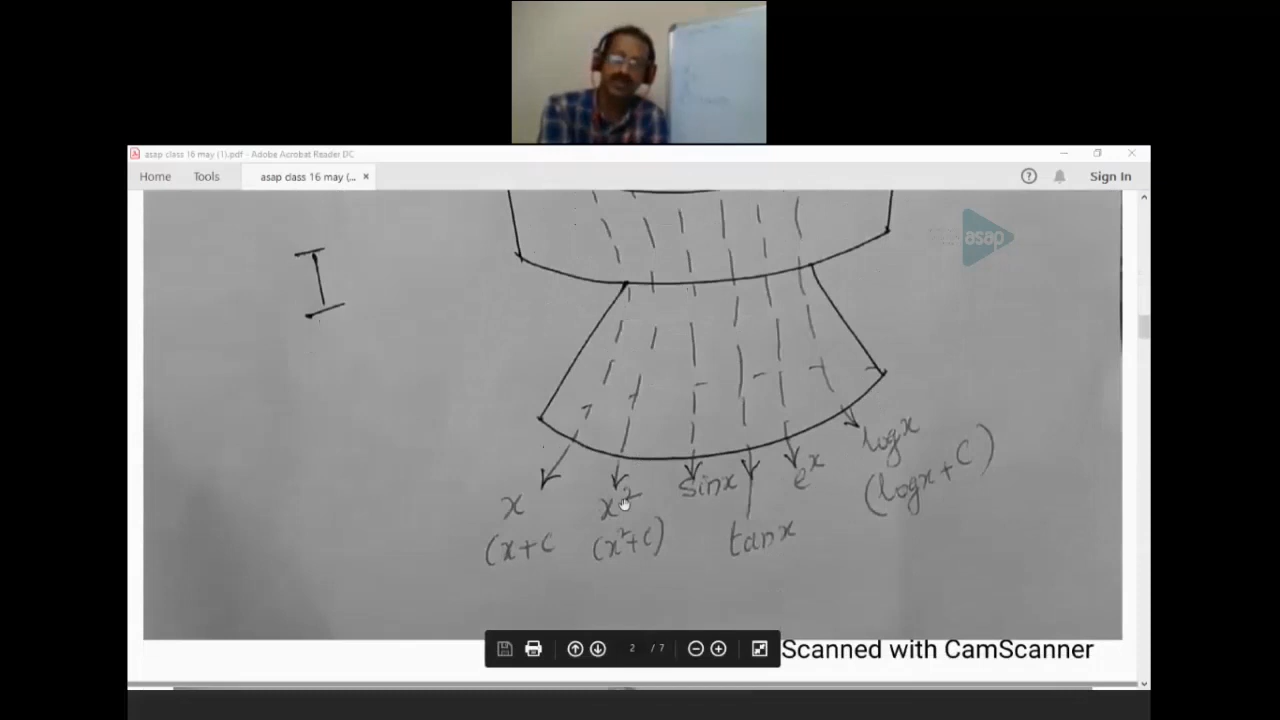 asap class 16 may (1).pdf - Adobe Acrobat Reader DC
Home Tools asap class 16 may (... × Sign In
asap
I
logx
(logx + C)
x x² sinx e^x
(x+C (x²+C) tanx
2 / 7
Scanned with CamScanner